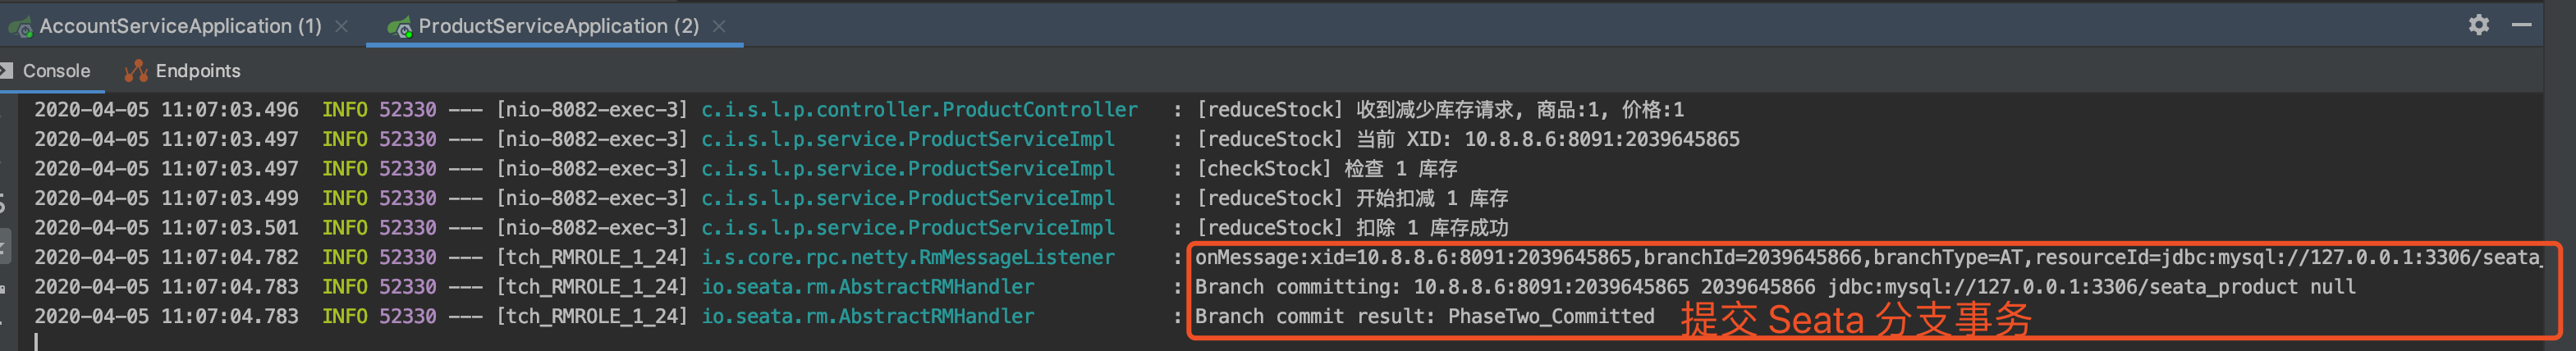 AccountServiceApplication (1) ProductServiceApplication (2)
Console Endpoints
2020-04-05 11:07:03.496 INFO 52330 --- [nio-8082-exec-3] c.i.s.l.p.controller.ProductController : [reduceStock] 收到减少库存请求, 商品:1, 价格:1
2020-04-05 11:07:03.497 INFO 52330 --- [nio-8082-exec-3] c.i.s.l.p.service.ProductServiceImpl : [reduceStock] 当前 XID: 10.8.8.6:8091:2039645865
2020-04-05 11:07:03.497 INFO 52330 --- [nio-8082-exec-3] c.i.s.l.p.service.ProductServiceImpl : [checkStock] 检查 1 库存
2020-04-05 11:07:03.499 INFO 52330 --- [nio-8082-exec-3] c.i.s.l.p.service.ProductServiceImpl : [reduceStock] 开始扣减 1 库存
2020-04-05 11:07:03.501 INFO 52330 --- [nio-8082-exec-3] c.i.s.l.p.service.ProductServiceImpl : [reduceStock] 扣除 1 库存成功
2020-04-05 11:07:04.782 INFO 52330 --- [tch_RMROLE_1_24] i.s.core.rpc.netty.RmMessageListener : onMessage:xid=10.8.8.6:8091:2039645865,branchId=2039645866,branchType=AT,resourceId=jdbc:mysql://127.0.0.1:3306/seata_
2020-04-05 11:07:04.783 INFO 52330 --- [tch_RMROLE_1_24] io.seata.rm.AbstractRMHandler : Branch committing: 10.8.8.6:8091:2039645865 2039645866 jdbc:mysql://127.0.0.1:3306/seata_product null
2020-04-05 11:07:04.783 INFO 52330 --- [tch_RMROLE_1_24] io.seata.rm.AbstractRMHandler : Branch commit result: PhaseTwo_Committed 提交 Seata 分支事务